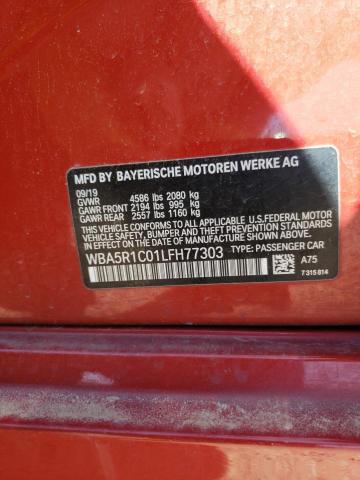 MFD BY BAYERISCHE MOTOREN WERKE AG
09/19
GVWR 4586 lbs 2080 kg
GAWR FRONT 2194 lbs 995 kg
GAWR REAR 2557 lbs 1160 kg
THIS VEHICLE CONFORMS TO ALL APPLICABLE
U.S.FEDERAL MOTOR
VEHICLE SAFETY, BUMPER, AND THEFT PREVENTION
STANDARDS IN EFFECT ON THE DATE OF MANUFACTURE SHOWN ABOVE.
WBA5R1C01LFH77303 TYPE: PASSENGER CAR
A75
7 315 814